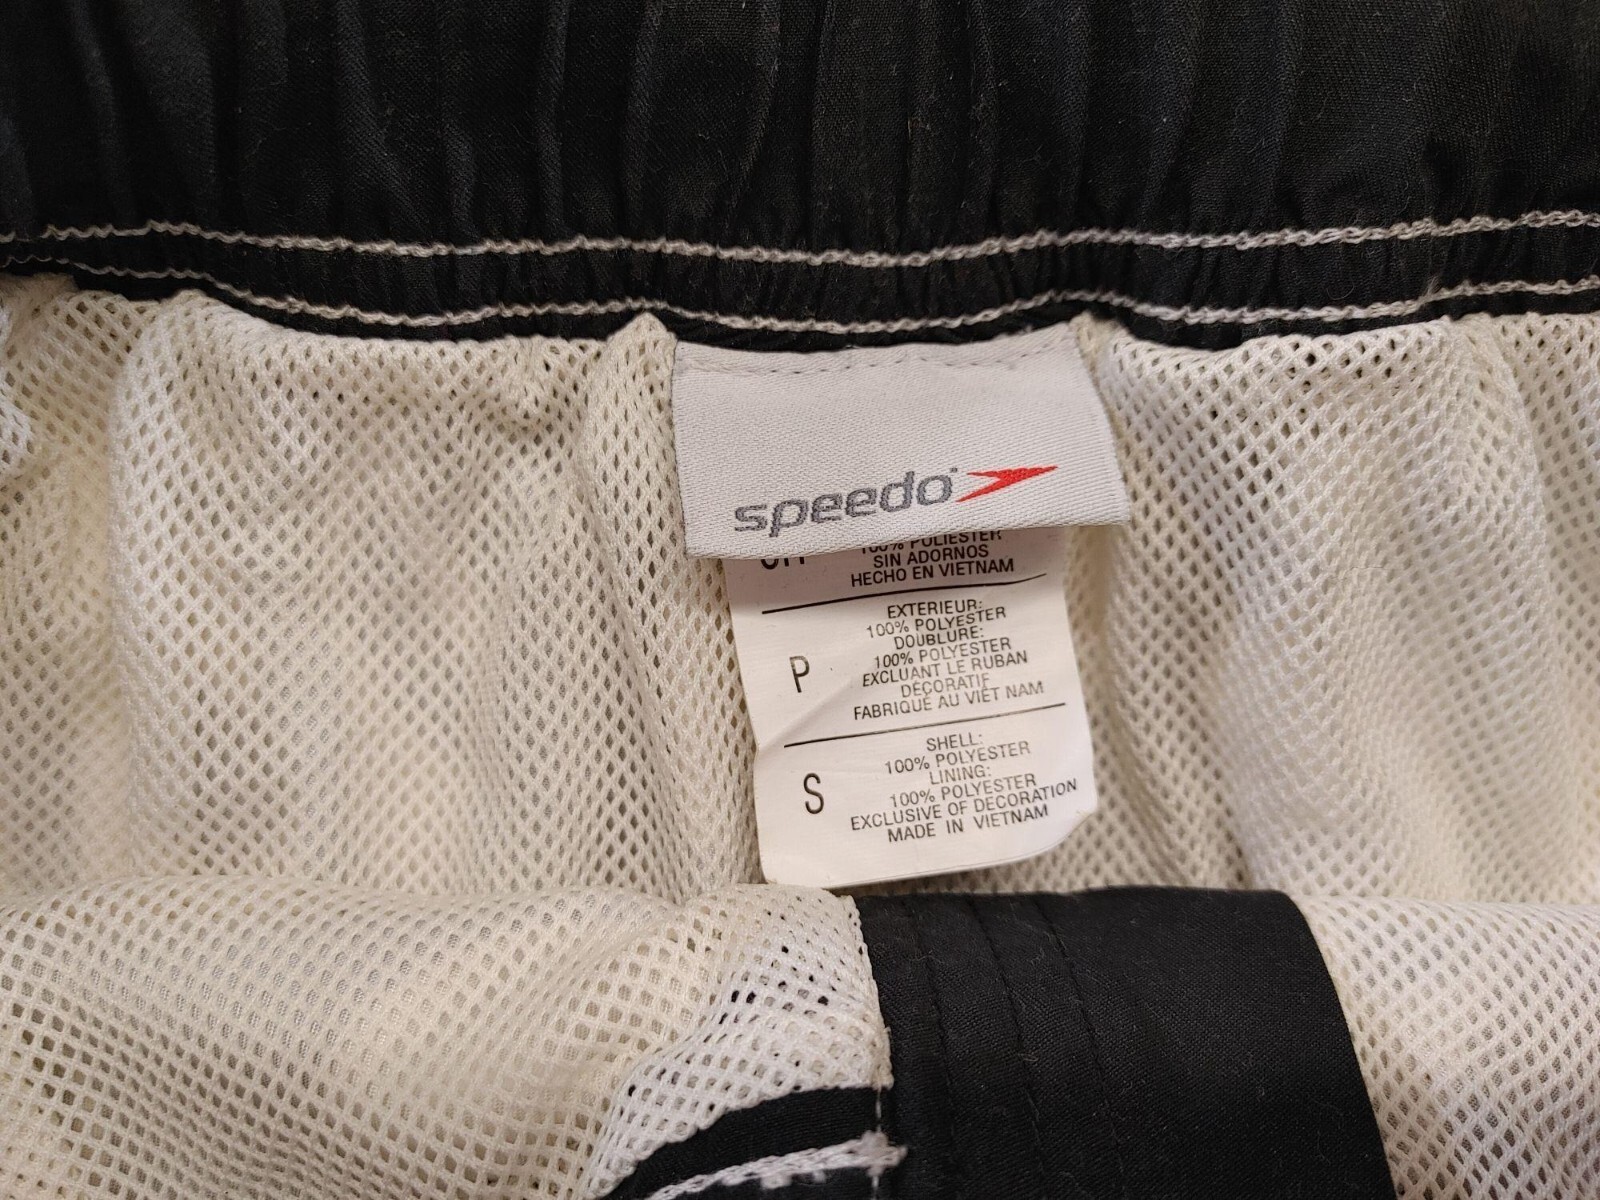 speedo
100% POLIESTER
SIN ADORNOS
HECHO EN VIETNAM
P
EXTERIEUR:
100% POLYESTER
DOUBLURE:
100% POLYESTER
EXCLUANT LE RUBAN
DÉCORATIF
FABRIQUÉ AU VIÊT NAM
S
SHELL:
100% POLYESTER
LINING:
100% POLYESTER
EXCLUSIVE OF DECORATION
MADE IN VIETNAM